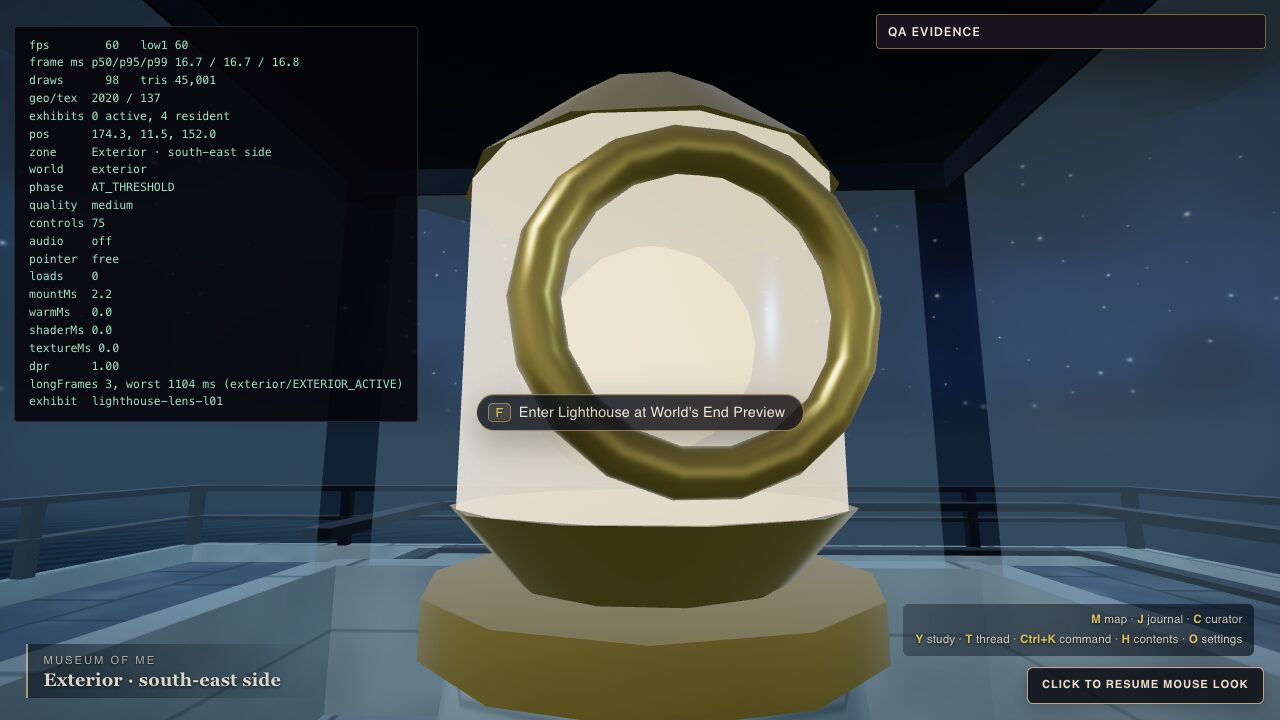 fps 60 low1 60
frame ms p50/p95/p99 16.7 / 16.7 / 16.8
draws 98 tris 45,001
geo/tex 2020 / 137
exhibits 0 active, 4 resident
pos 174.3, 11.5, 152.0
zone Exterior · south-east side
world exterior
phase AT_THRESHOLD
quality medium
controls 75
audio off
pointer free
loads 0
mountMs 2.2
warmMs 0.0
shaderMs 0.0
textureMs 0.0
dpr 1.00
longFrames 3, worst 1104 ms (exterior/EXTERIOR_ACTIVE)
exhibit lighthouse-lens-l01
QA EVIDENCE
F Enter Lighthouse at World's End Preview
M map · J journal · C curator
Y study · T thread · Ctrl+K command · H contents · O settings
MUSEUM OF ME
Exterior · south-east side
CLICK TO RESUME MOUSE LOOK